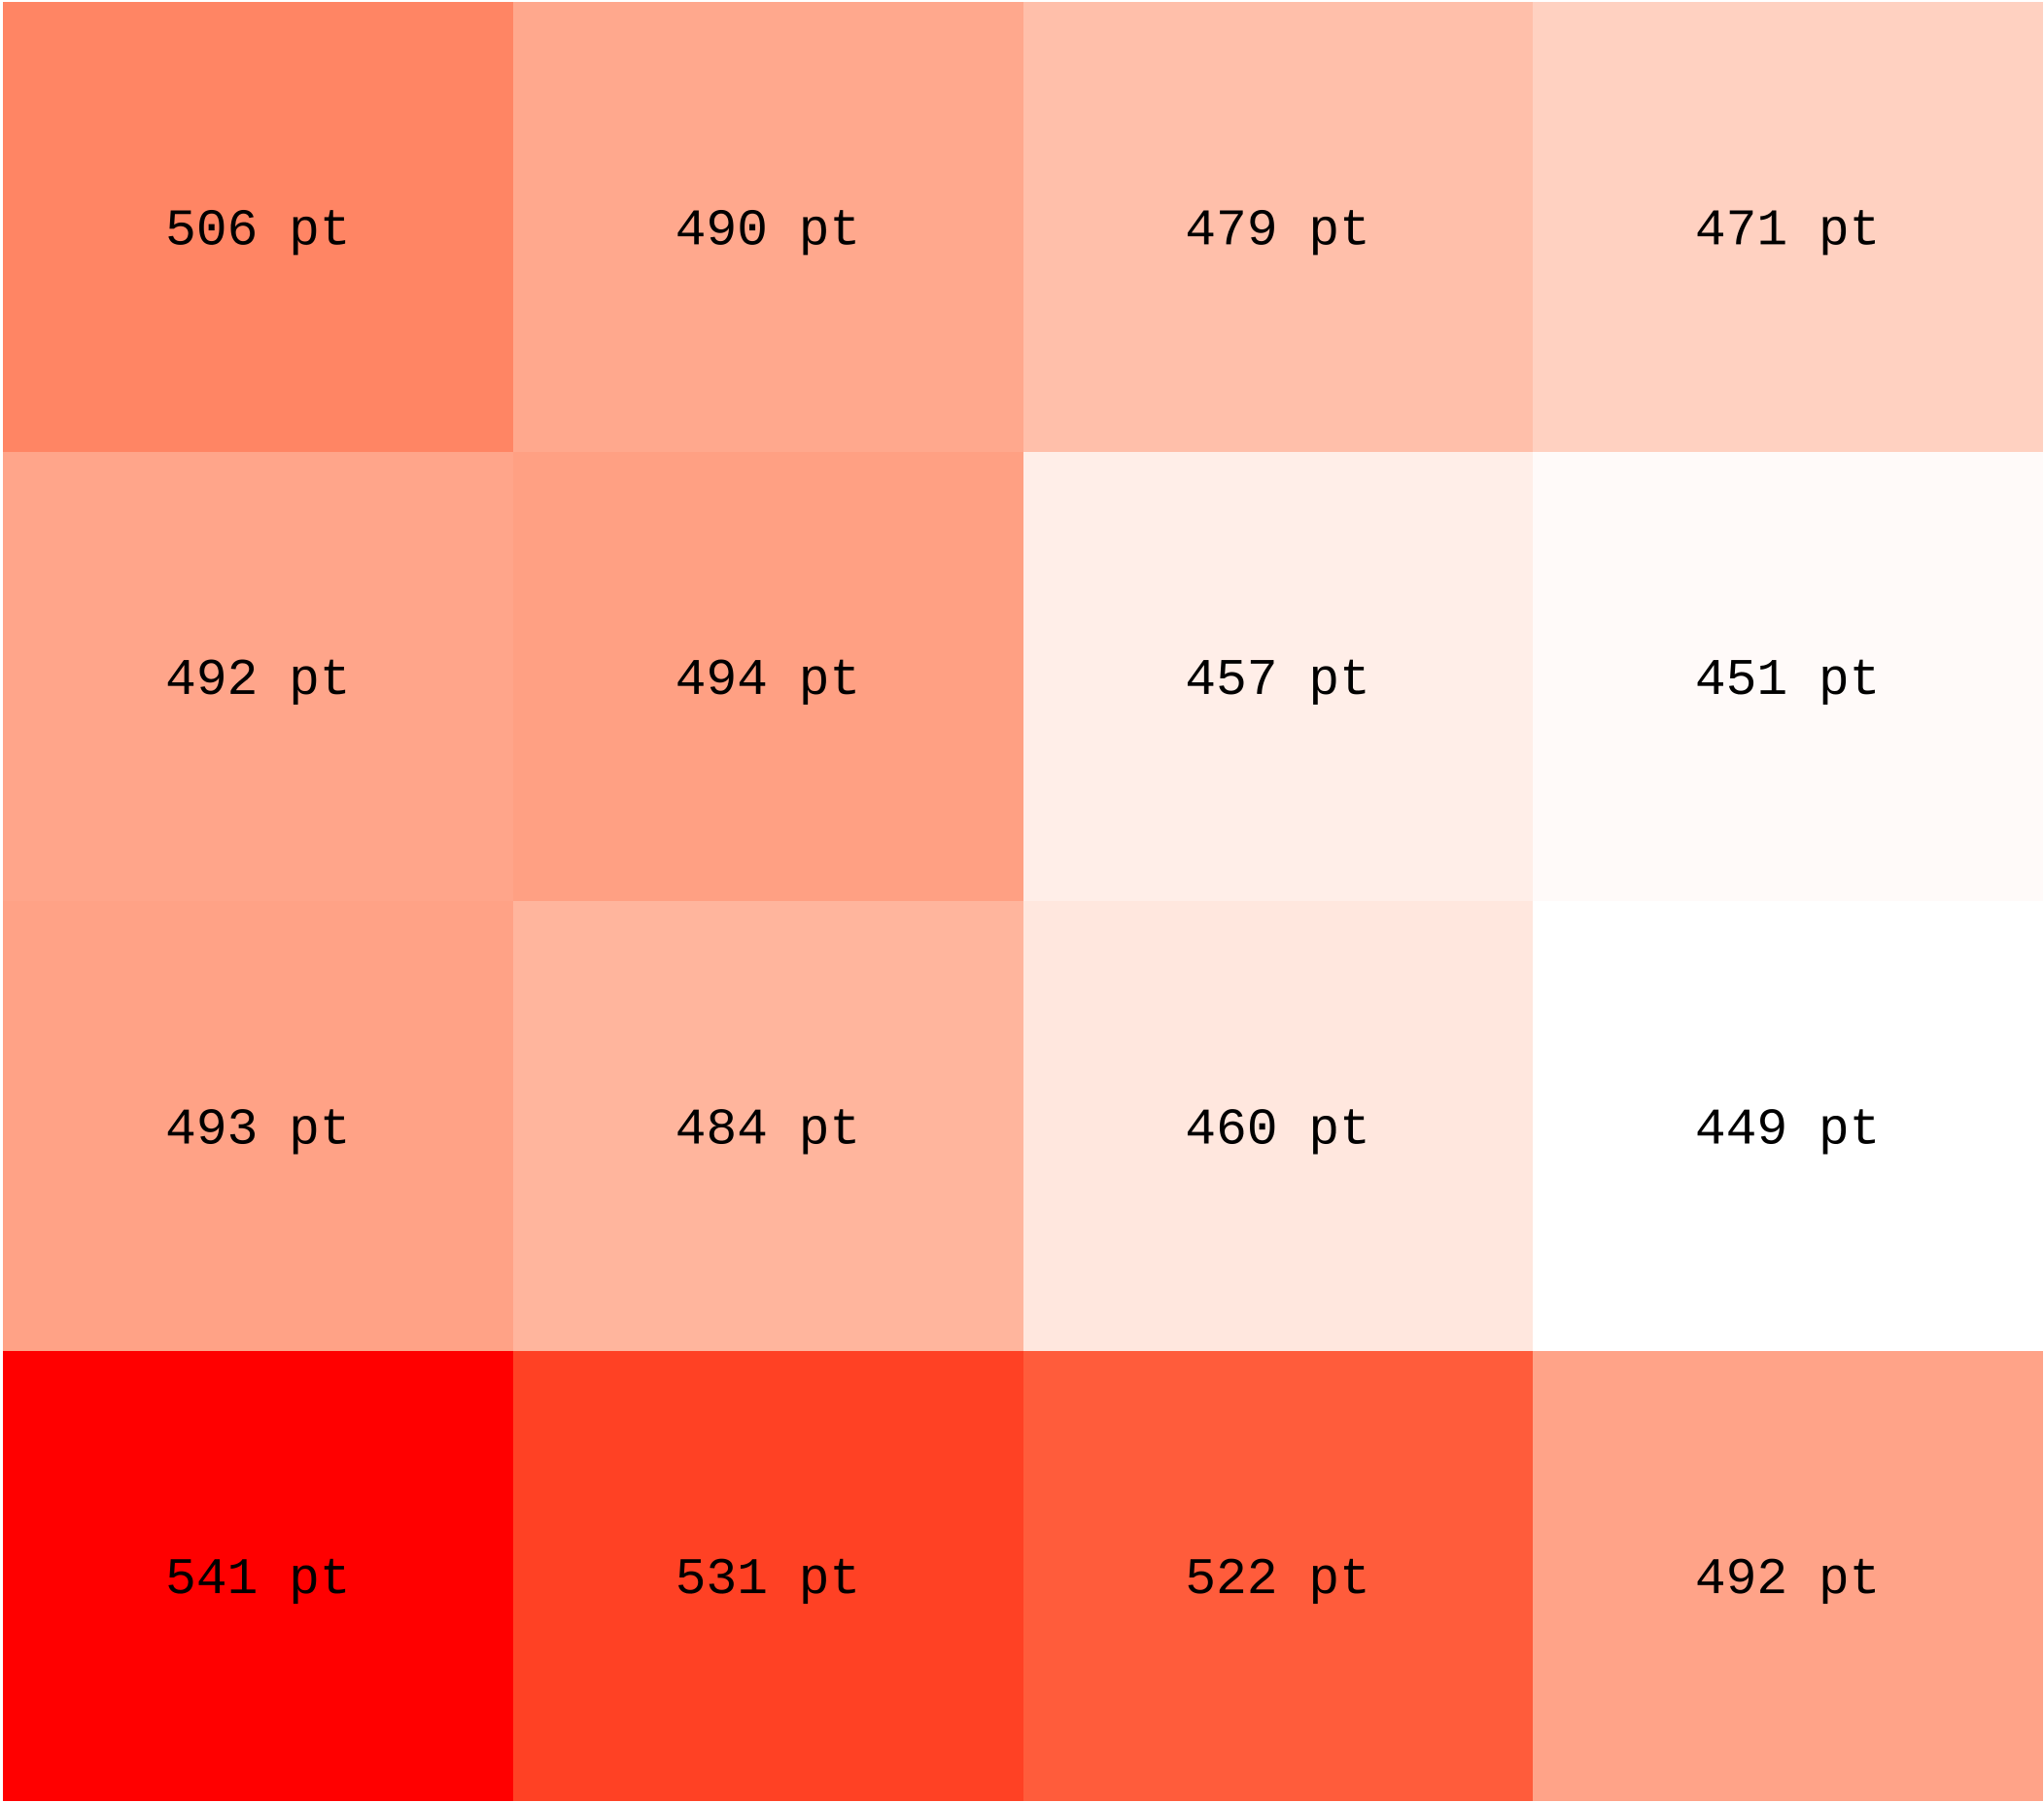 506 pt 490 pt 479 pt 471 pt
492 pt 494 pt 457 pt 451 pt
493 pt 484 pt 460 pt 449 pt
541 pt 531 pt 522 pt 492 pt